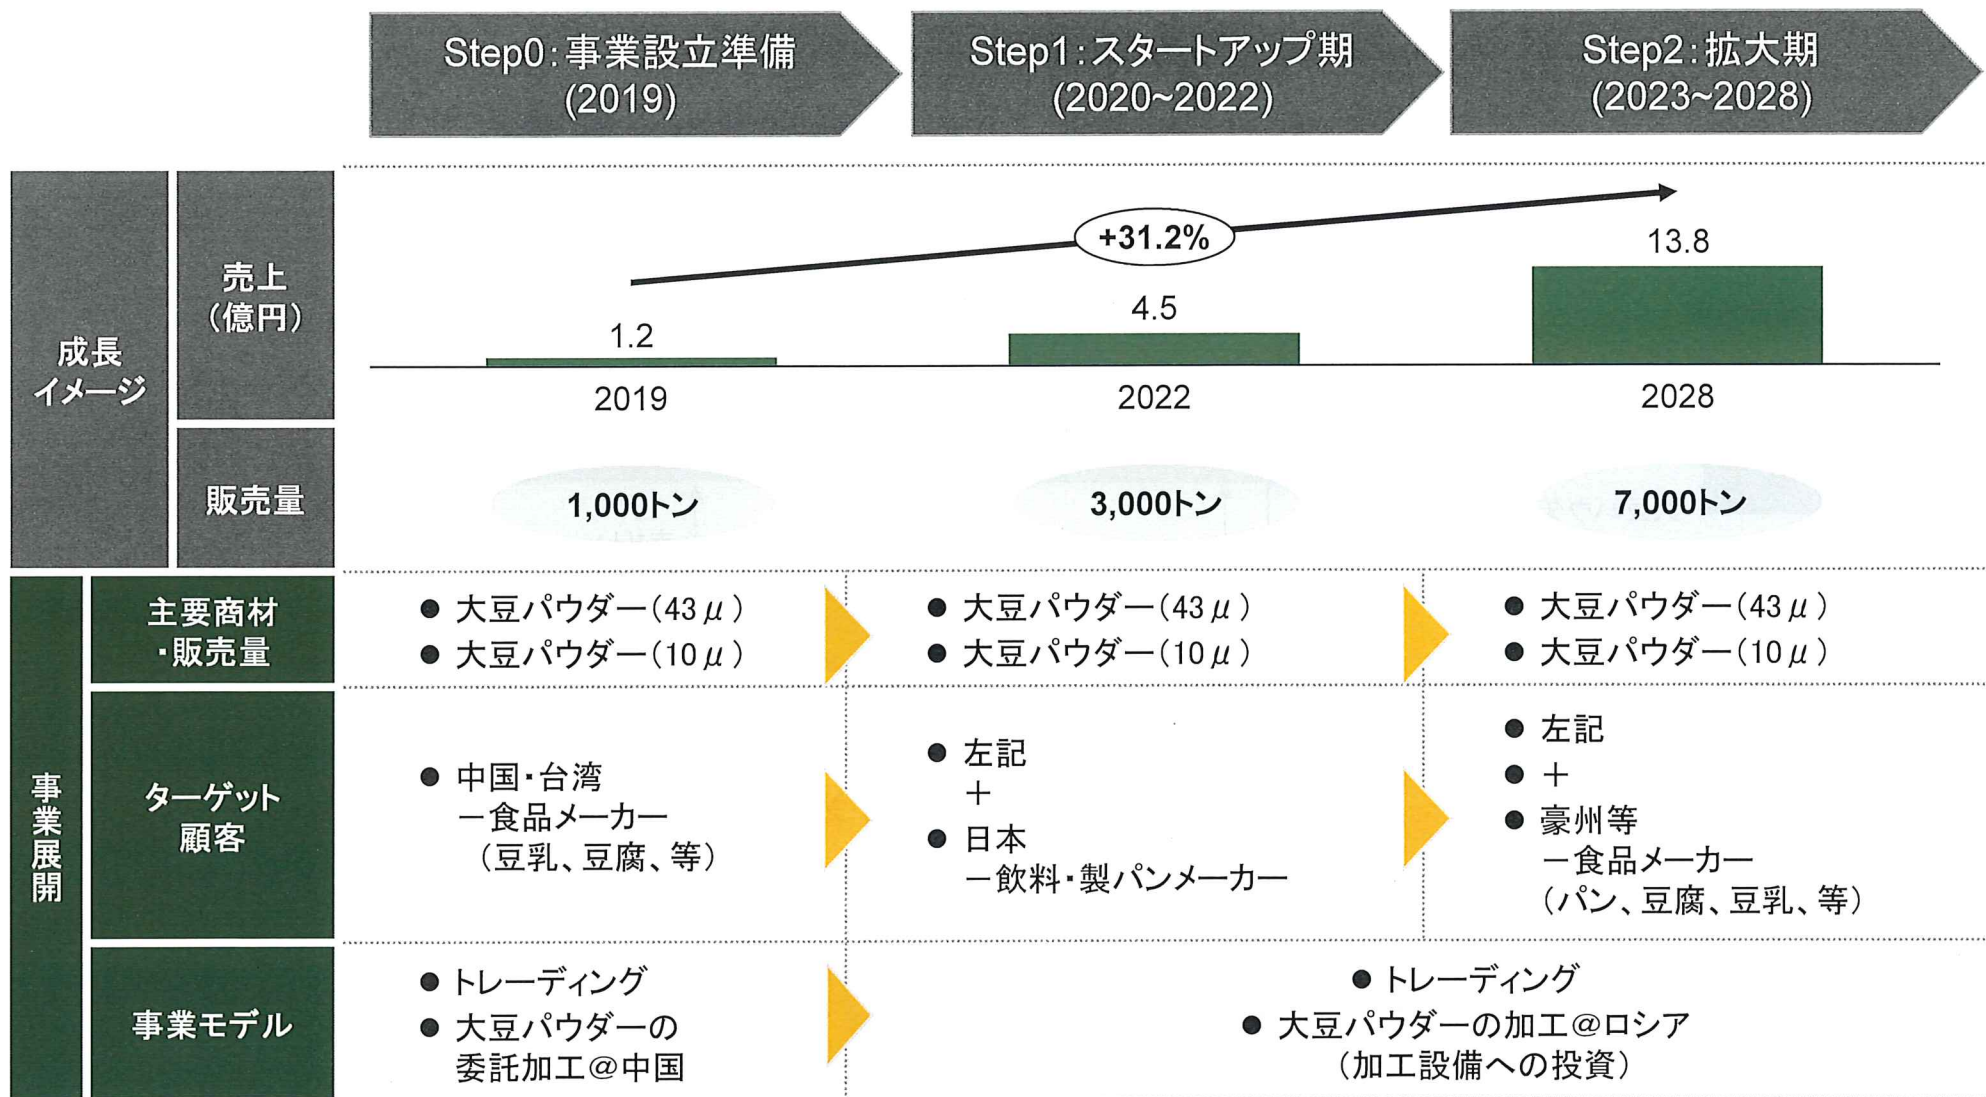 Step0：事業設立準備
(2019)
Step1：スタートアップ期
(2020~2022)
Step2：拡大期
(2023~2028)
成長
イメージ
売上
（億円）
+31.2%
1.2
4.5
13.8
2019
2022
2028
販売量
1,000トン
3,000トン
7,000トン
事業展開
主要商材
・販売量
● 大豆パウダー（43μ）
● 大豆パウダー（10μ）
● 大豆パウダー（43μ）
● 大豆パウダー（10μ）
● 大豆パウダー（43μ）
● 大豆パウダー（10μ）
ターゲット
顧客
● 中国・台湾
－食品メーカー
（豆乳、豆腐、等）
● 左記
＋
● 日本
－飲料・製パンメーカー
● 左記
● ＋
● 豪州等
－食品メーカー
（パン、豆腐、豆乳、等）
事業モデル
● トレーディング
● 大豆パウダーの
委託加工＠中国
● トレーディング
● 大豆パウダーの加工＠ロシア
（加工設備への投資）